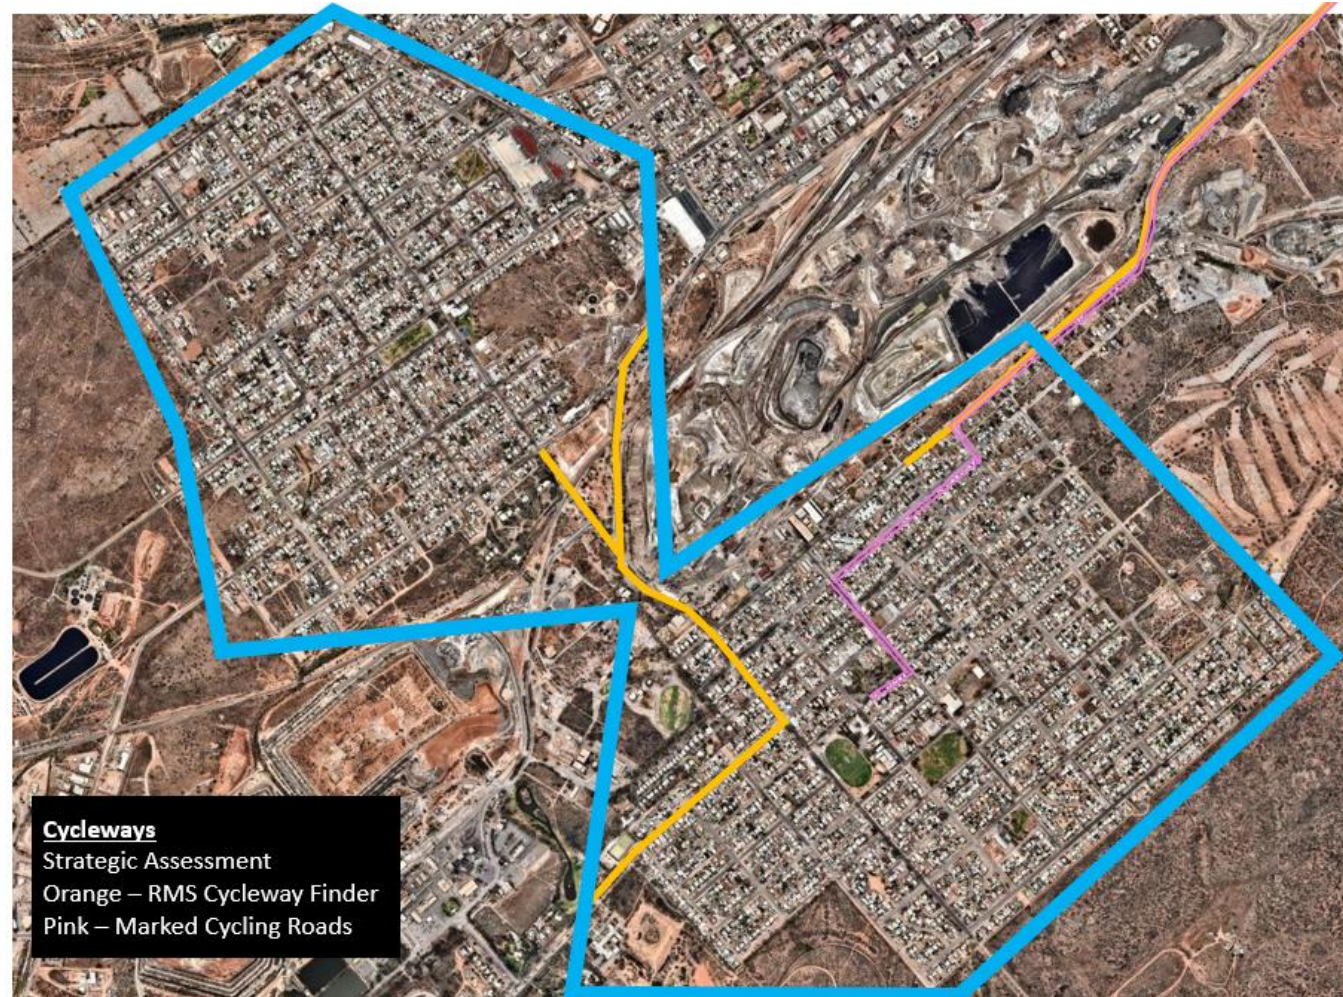 Cycleways
Strategic Assessment
Orange – RMS Cycleway Finder
Pink – Marked Cycling Roads